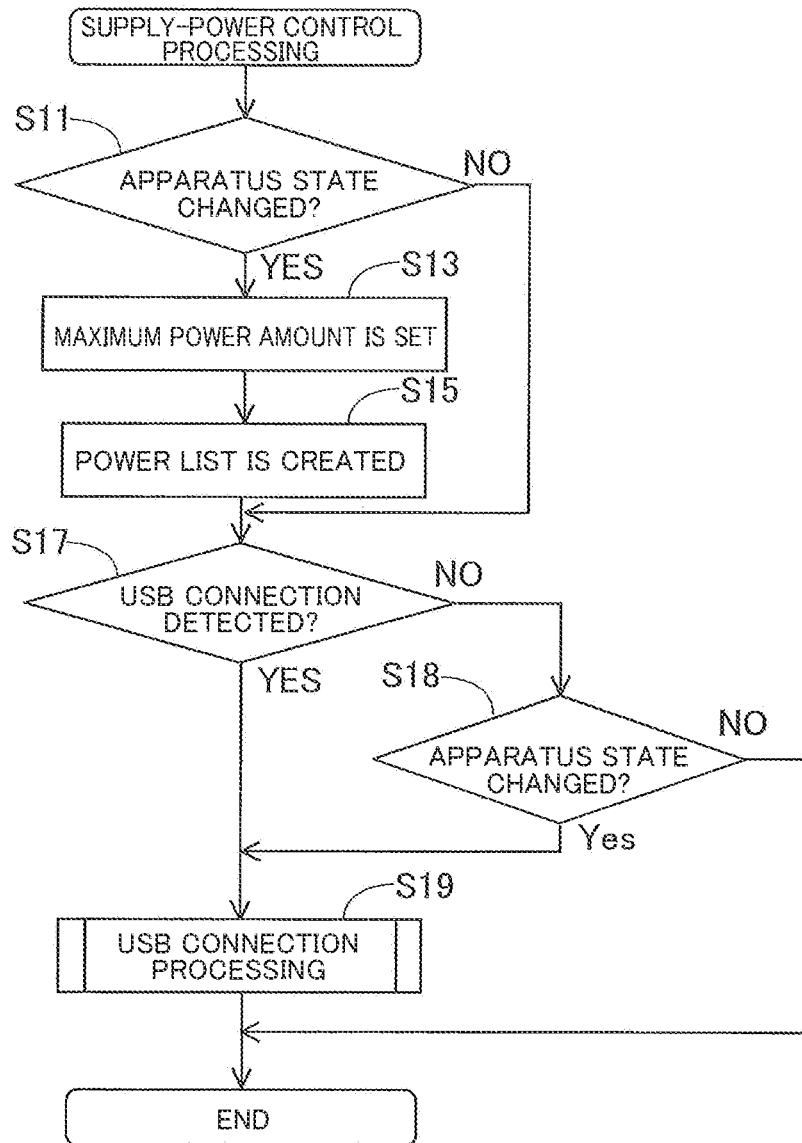 SUPPLY-POWER CONTROL
PROCESSING
S11
APPARATUS STATE
CHANGED?
NO
YES
S13
MAXIMUM POWER AMOUNT IS SET
S15
POWER LIST IS CREATED
S17
USB CONNECTION
DETECTED?
NO
YES
S18
APPARATUS STATE
CHANGED?
NO
Yes
S19
USB CONNECTION
PROCESSING
END